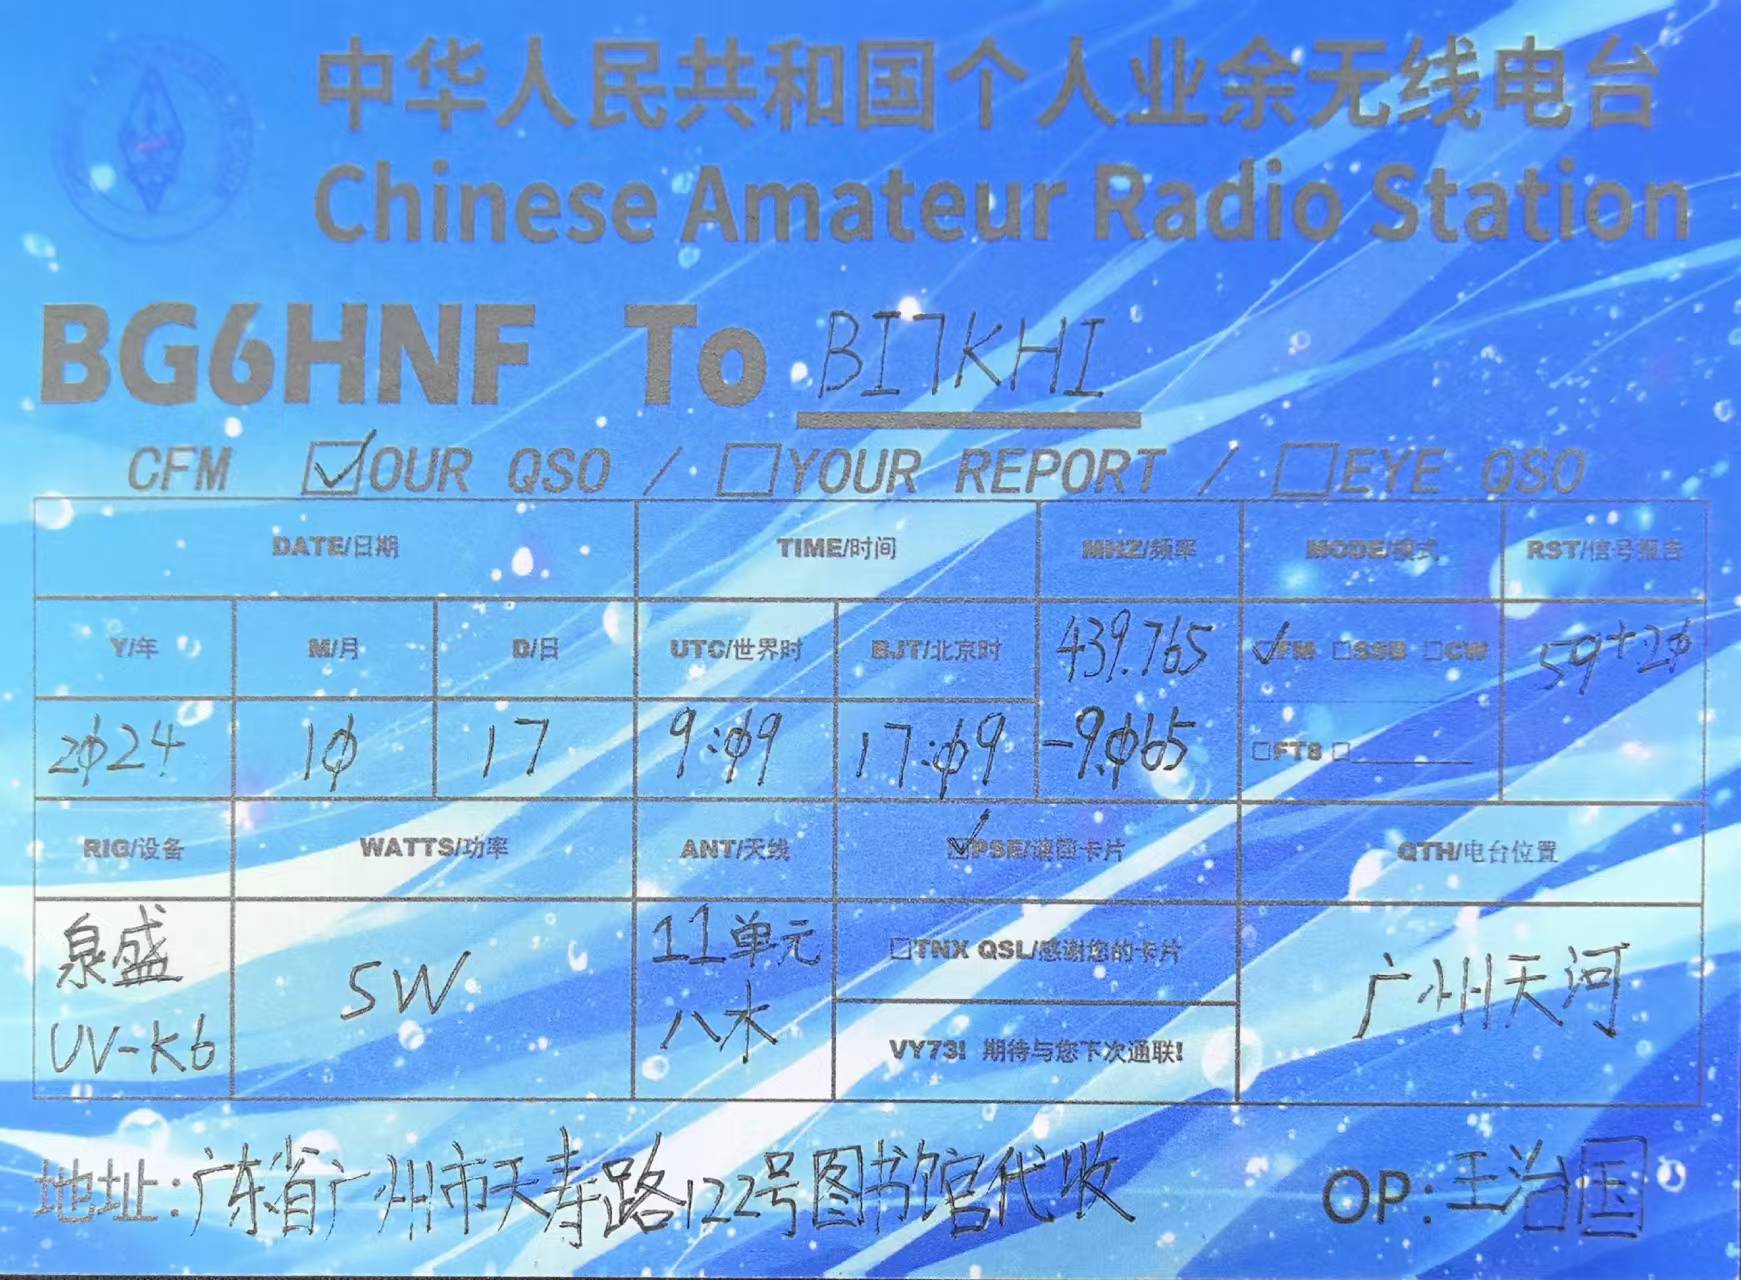 中华人民共和国个人业余无线电台
Chinese Amateur Radio Station
BG6HNF To BI7KHI
CFM ☑OUR QSO / ☐YOUR REPORT / ☐EYE QSO
DATE/日期 TIME/时间 MHZ/频率 MODE/模式 RST/信号报告
Y/年 M/月 D/日 UTC/世界时 BJT/北京时 439.765 ☑FM ☐SSB ☐CW 59+2Ø
2Ø24 1Ø 17 9:Ø9 17:Ø9 -9.Ø65 ☐FT8 ☐
RIG/设备 WATTS/功率 ANT/天线 ☑PSE/请回卡片 QTH/电台位置
泉盛 UV-K6 5W 11单元 八木 ☐TNX QSL/感谢您的卡片 广州天河
VY73! 期待与您下次通联!
地址:广东省广州市天寿路122号图书馆代收 OP:王治国